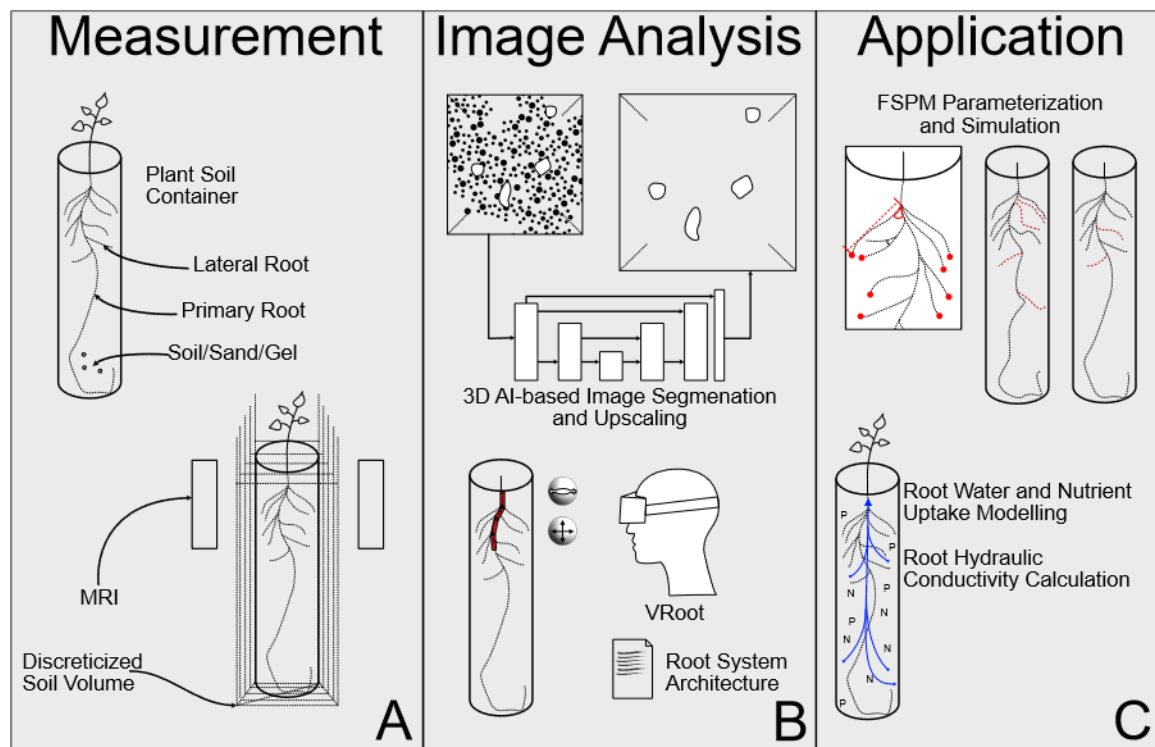 Measurement
Plant Soil
Container
Lateral Root
Primary Root
Soil/Sand/Gel
MRI
Discreticized
Soil Volume
A
Image Analysis
3D AI-based Image Segmenation
and Upscaling
VRoot
Root System
Architecture
B
Application
FSPM Parameterization
and Simulation
Root Water and Nutrient
Uptake Modelling
Root Hydraulic
Conductivity Calculation
P
P
N
P
N
P
N
N
N
N
P
C